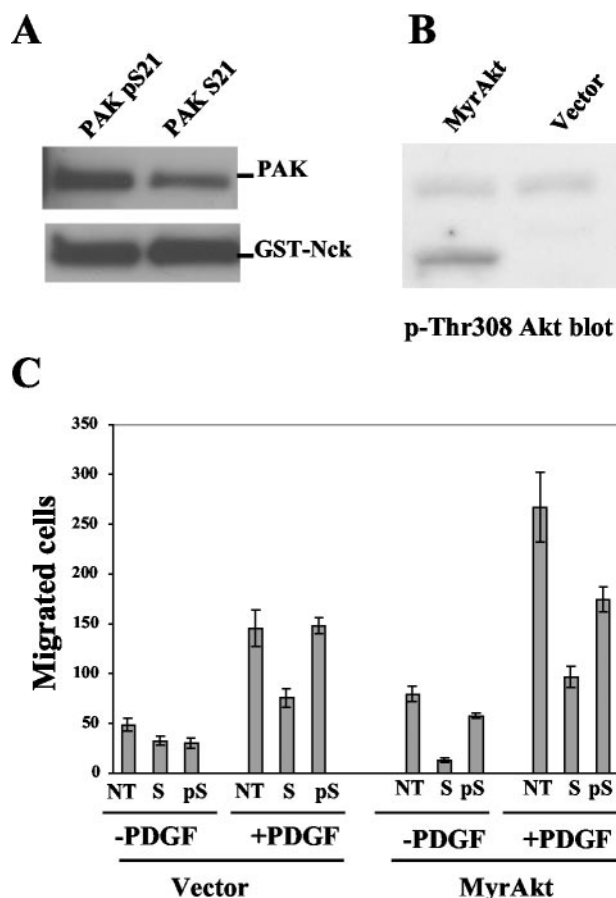 A
PAK pS21
PAK S21
PAK
GST-Nck
B
MyrAkt
Vector
p-Thr308 Akt blot
C
Migrated cells
350
300
250
200
150
100
50
0
NT S pS NT S pS NT S pS NT S pS
-PDGF +PDGF -PDGF +PDGF
Vector MyrAkt